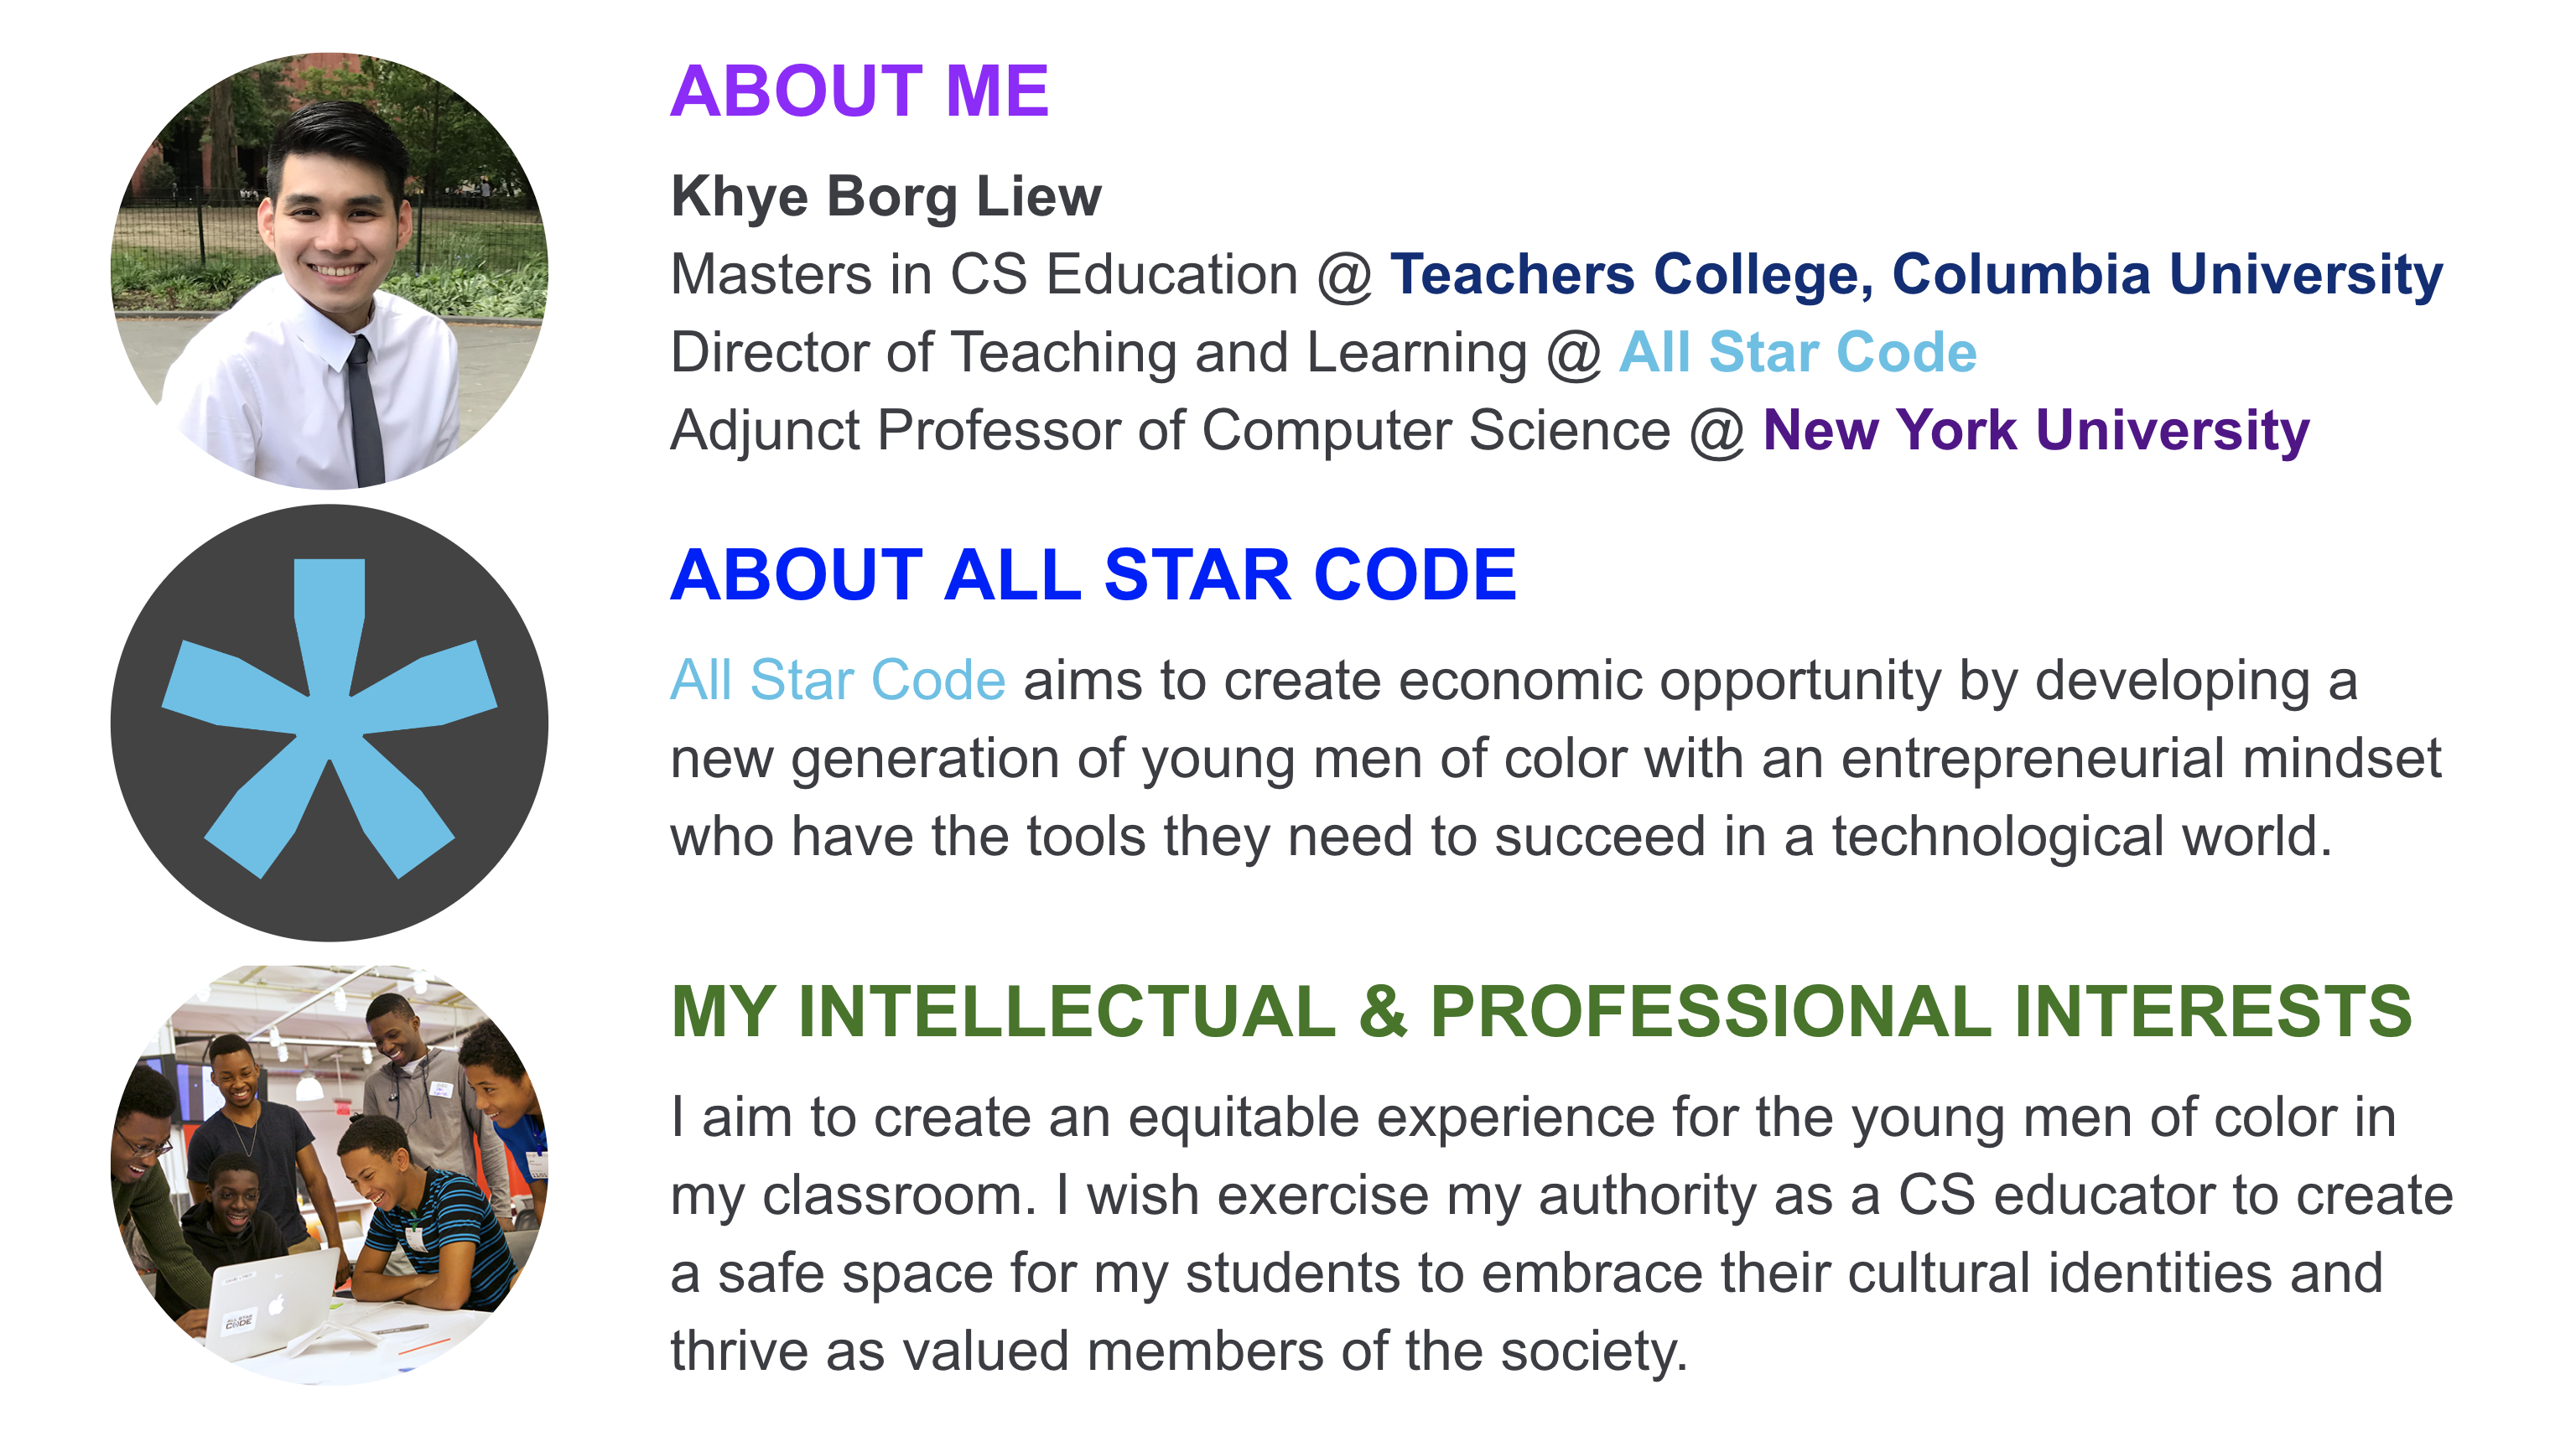 ABOUT ME
Khye Borg Liew
Masters in CS Education @ Teachers College, Columbia University
Director of Teaching and Learning @ All Star Code
Adjunct Professor of Computer Science @ New York University
ABOUT ALL STAR CODE
All Star Code aims to create economic opportunity by developing a
new generation of young men of color with an entrepreneurial mindset
who have the tools they need to succeed in a technological world.
MY INTELLECTUAL & PROFESSIONAL INTERESTS
I aim to create an equitable experience for the young men of color in
my classroom. I wish exercise my authority as a CS educator to create
a safe space for my students to embrace their cultural identities and
thrive as valued members of the society.
ALL STAR
CODE